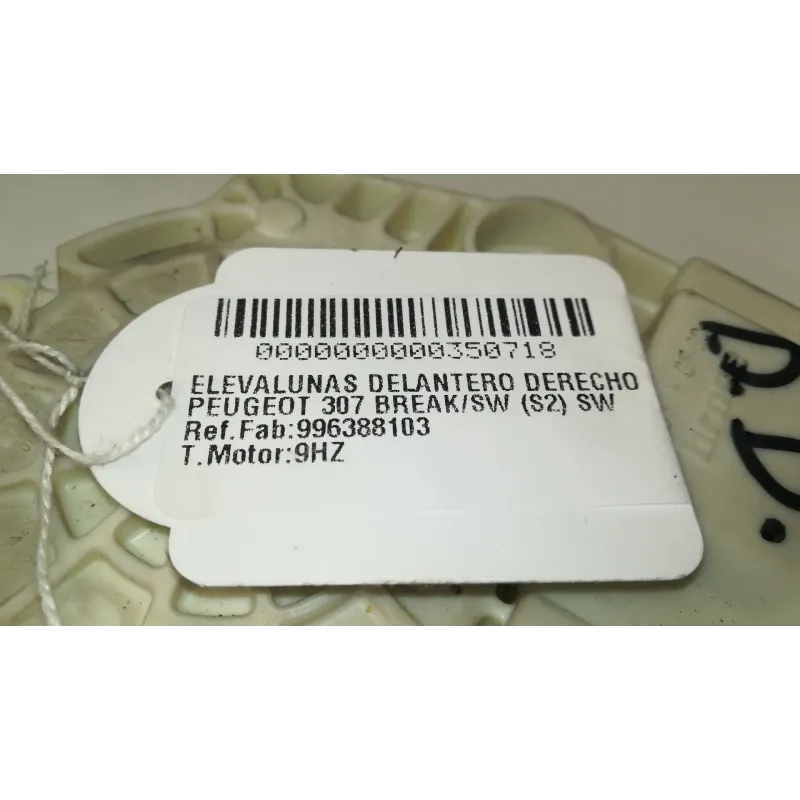 0000000000350718
ELEVALUNAS DELANTERO DERECHO
PEUGEOT 307 BREAK/SW (S2) SW
Ref.Fab:996388103
T.Motor:9HZ